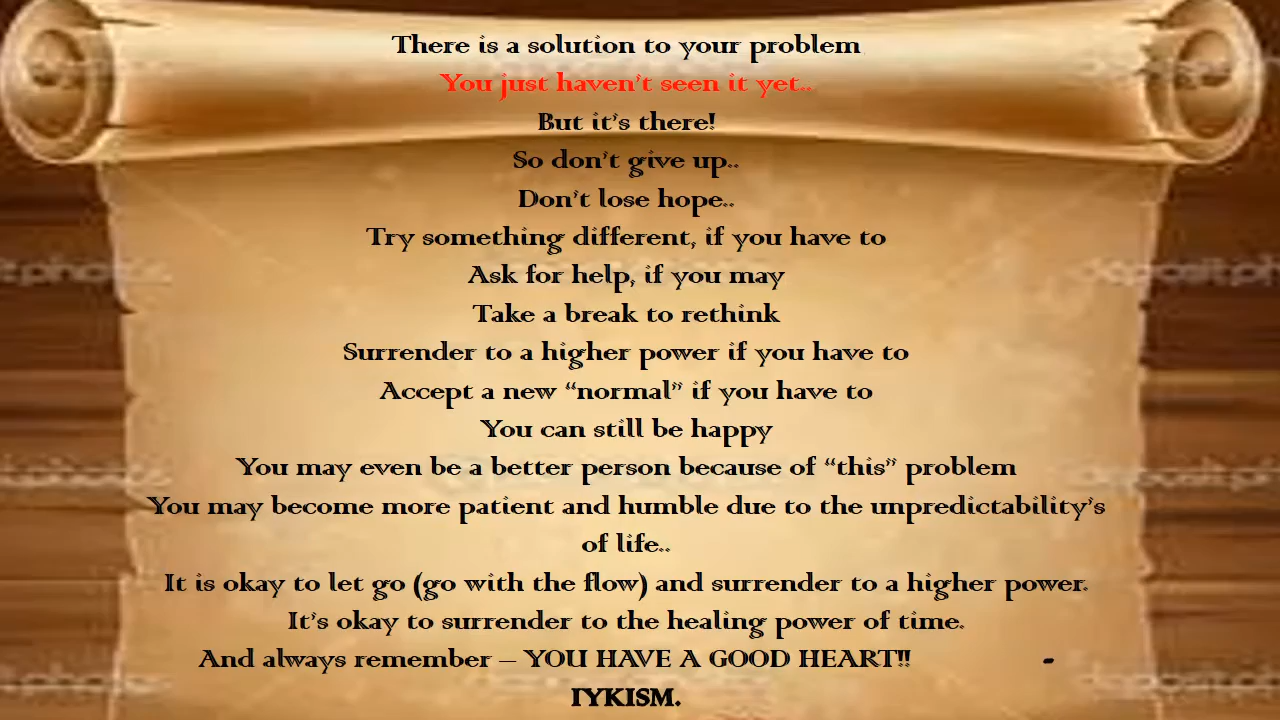 There is a solution to your problem
You just haven't seen it yet..
But it's there!
So don't give up..
Don't lose hope..
Try something different, if you have to
Ask for help, if you may
Take a break to rethink
Surrender to a higher power if you have to
Accept a new “normal” if you have to
You can still be happy
You may even be a better person because of “this” problem
You may become more patient and humble due to the unpredictability's
of life..
It is okay to let go (go with the flow) and surrender to a higher power.
It's okay to surrender to the healing power of time.
And always remember – YOU HAVE A GOOD HEART!! -
IYKISM.